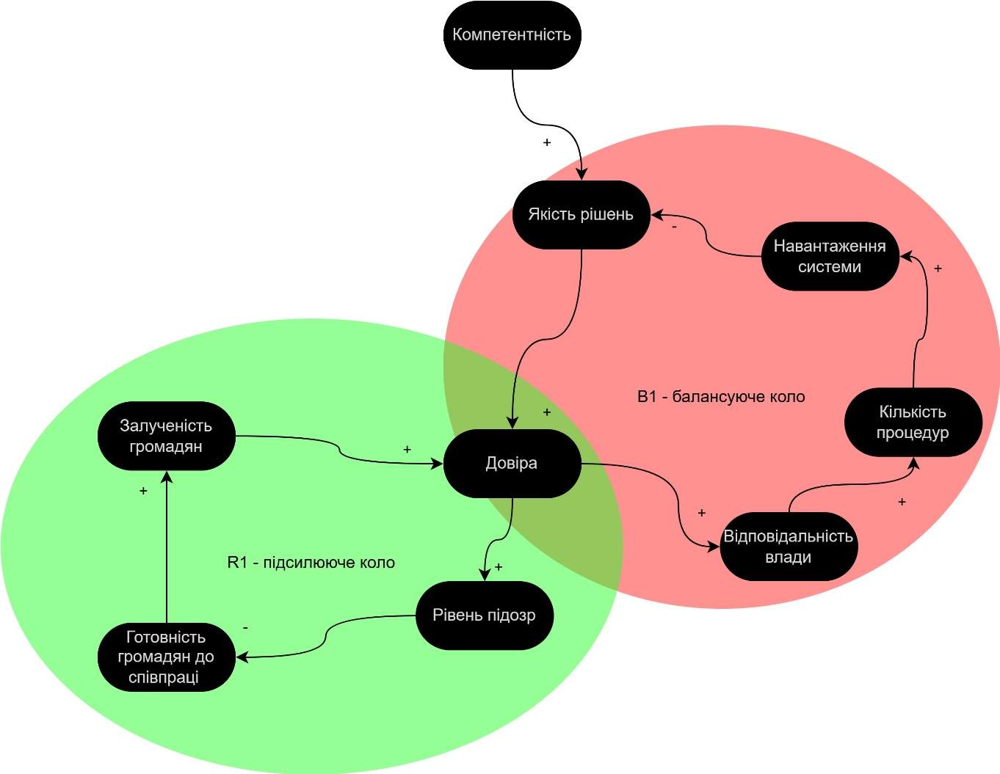 Компетентність
+
Якість рішень
-
Навантаження
системи
+
В1 - балансуюче коло
Кількість
процедур
+
Залученість
громадян
+
Довіра
+
+
Відповідальність
влади
+
R1 - підсилююче коло
+
Рівень підозр
-
Готовність
громадян до
співпраці